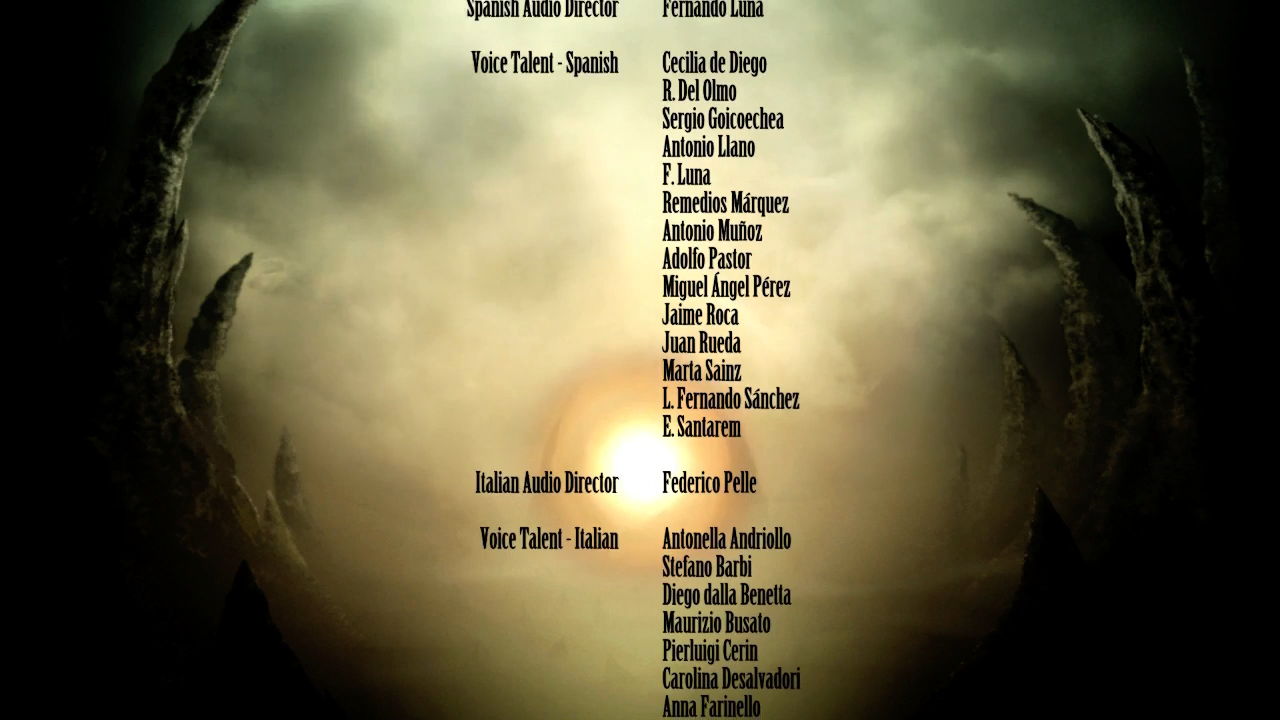 Spanish Audio Director Fernando Luna
Voice Talent - Spanish Cecilia de Diego
R. Del Olmo
Sergio Goicoechea
Antonio Llano
F. Luna
Remedios Márquez
Antonio Muñoz
Adolfo Pastor
Miguel Ángel Pérez
Jaime Roca
Juan Rueda
Marta Sainz
L. Fernando Sánchez
E. Santarem
Italian Audio Director Federico Pelle
Voice Talent - Italian Antonella Andriollo
Stefano Barbi
Diego dalla Benetta
Maurizio Busato
Pierluigi Cerin
Carolina Desalvadori
Anna Farinello